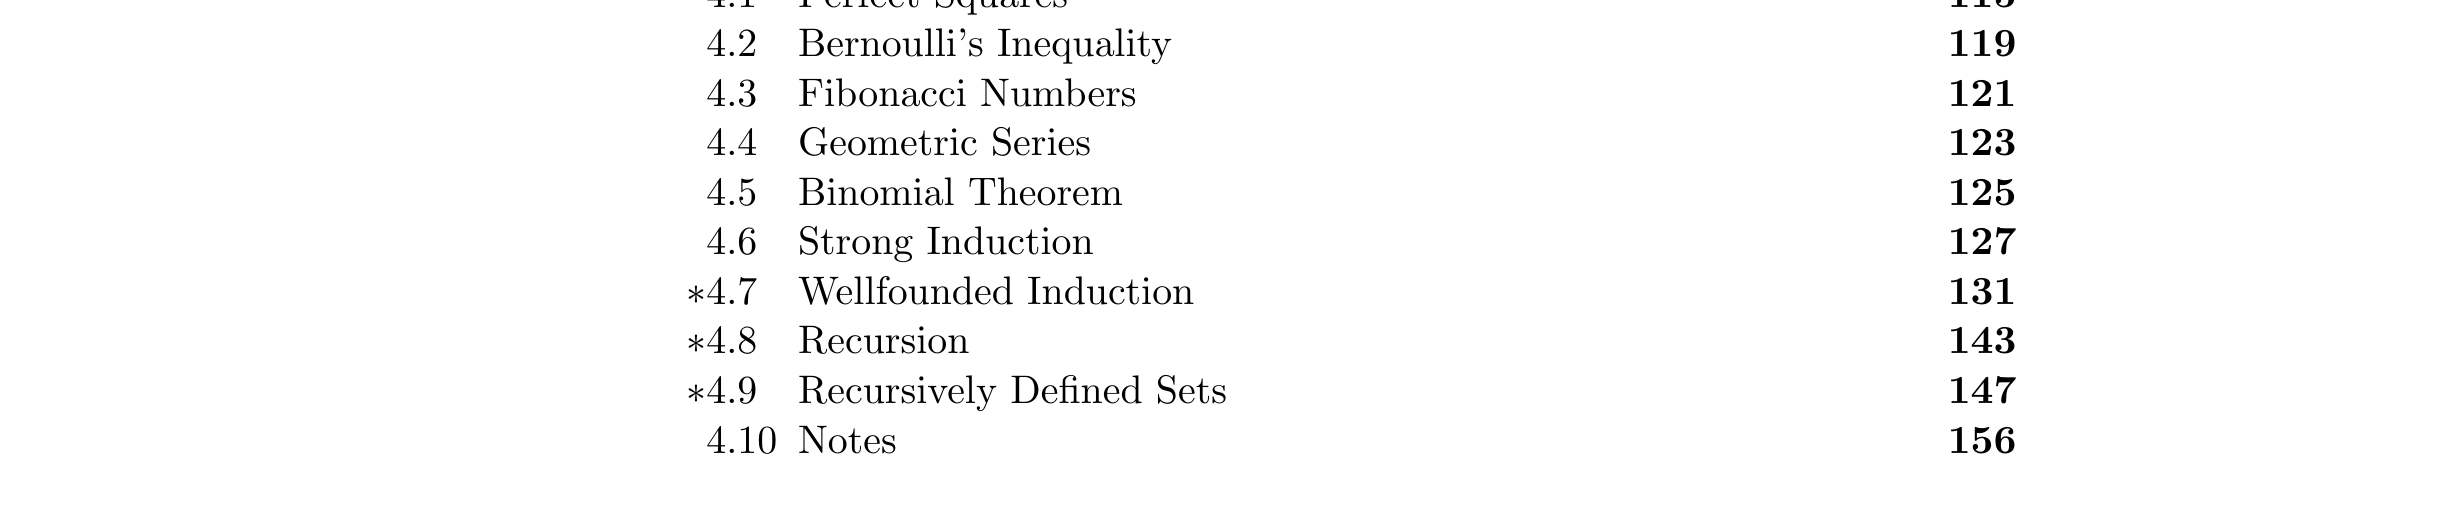 4.1 Perfect Squares 115
4.2 Bernoulli's Inequality 119
4.3 Fibonacci Numbers 121
4.4 Geometric Series 123
4.5 Binomial Theorem 125
4.6 Strong Induction 127
*4.7 Wellfounded Induction 131
*4.8 Recursion 143
*4.9 Recursively Defined Sets 147
4.10 Notes 156